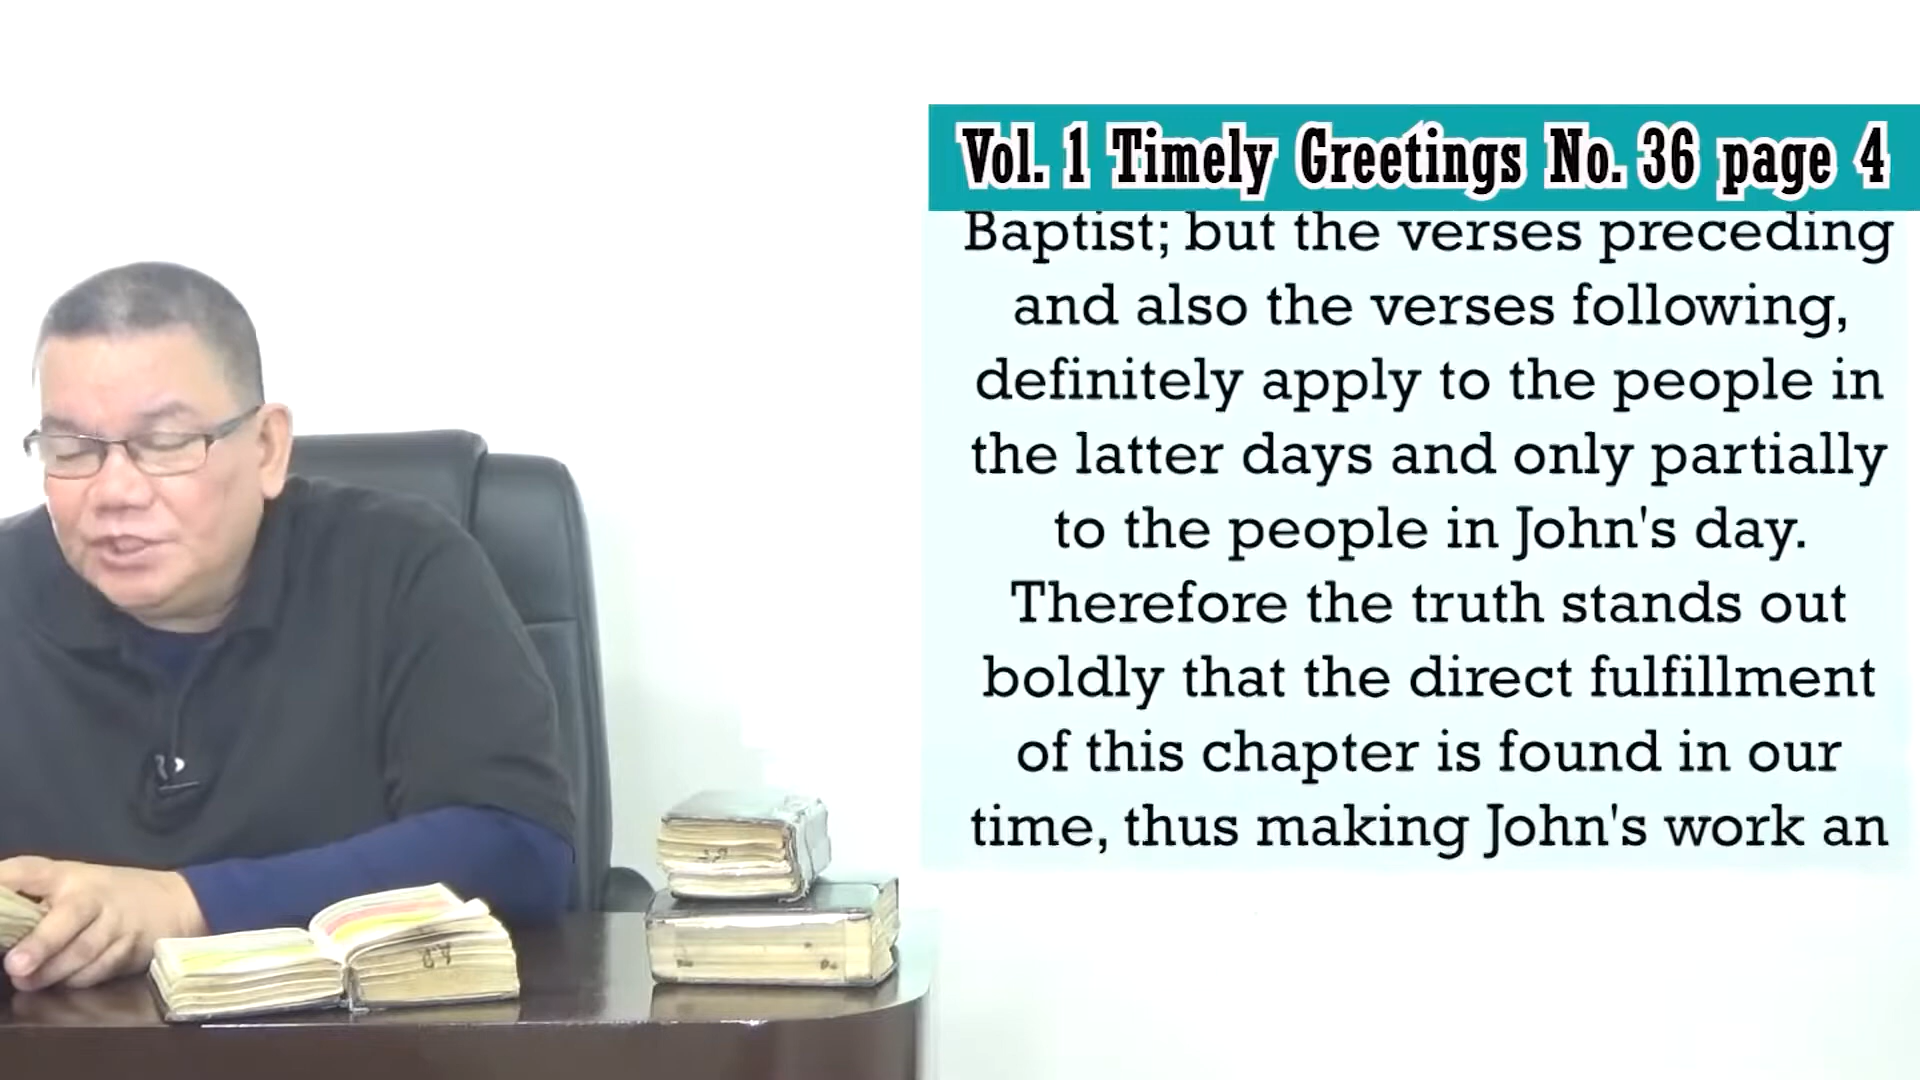 Vol. 1 Timely Greetings No. 36 page 4
Baptist; but the verses preceding
and also the verses following,
definitely apply to the people in
the latter days and only partially
to the people in John's day.
Therefore the truth stands out
boldly that the direct fulfillment
of this chapter is found in our
time, thus making John's work an